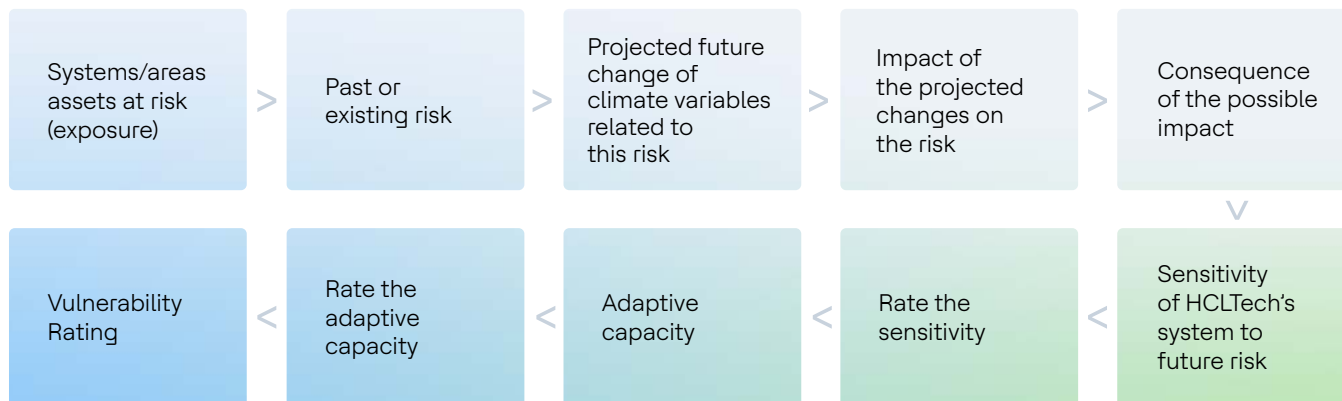 Systems/areas
assets at risk
(exposure)
>
Past or
existing risk
>
Projected future
change of
climate variables
related to
this risk
>
Impact of
the projected
changes on
the risk
>
Consequence
of the possible
impact
>
Sensitivity
of HCLTech's
system to
future risk
<
Rate the
sensitivity
<
Adaptive
capacity
<
Rate the
adaptive
capacity
<
Vulnerability
Rating